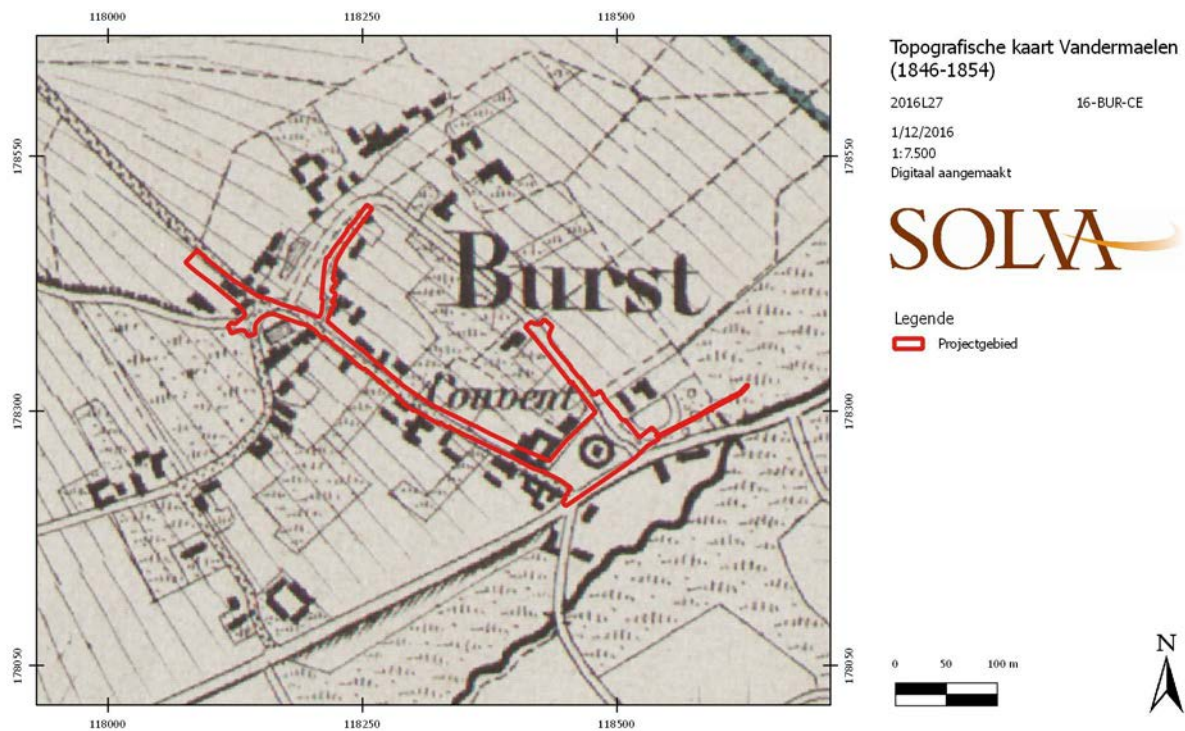 118000 118250 118500
178550 178550
178300 178300
178050 178050
118000 118250 118500
Burst
Couvent
Topografische kaart Vandermaelen
(1846-1854)
2016L27 16-BUR-CE
1/12/2016
1:7.500
Digitaal aangemaakt
SOLVA
Legende
Projectgebied
0 50 100 m
N